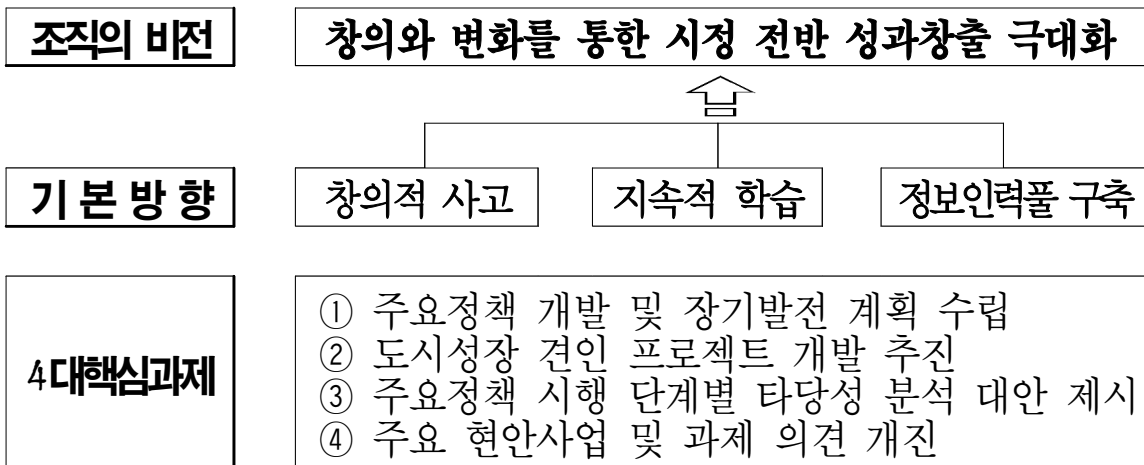 조직의 비전
창의와 변화를 통한 시정 전반 성과창출 극대화
기 본 방 향
창의적 사고
지속적 학습
정보인력풀 구축
4대핵심과제
① 주요정책 개발 및 장기발전 계획 수립
② 도시성장 견인 프로젝트 개발 추진
③ 주요정책 시행 단계별 타당성 분석 대안 제시
④ 주요 현안사업 및 과제 의견 개진